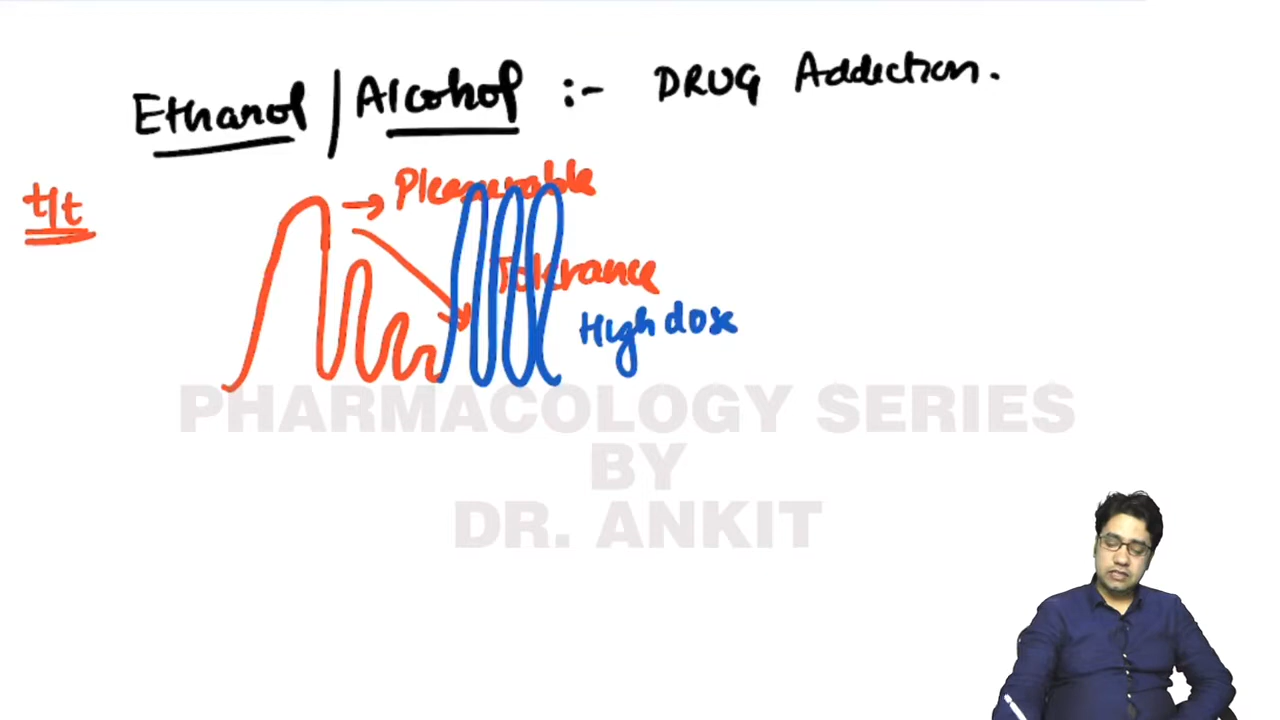 Ethanol / Alcohol :- DRUG Addiction.
t/t
→ Pleasurable
Tolerance
High dose
PHARMACOLOGY SERIES
BY
DR. ANKIT